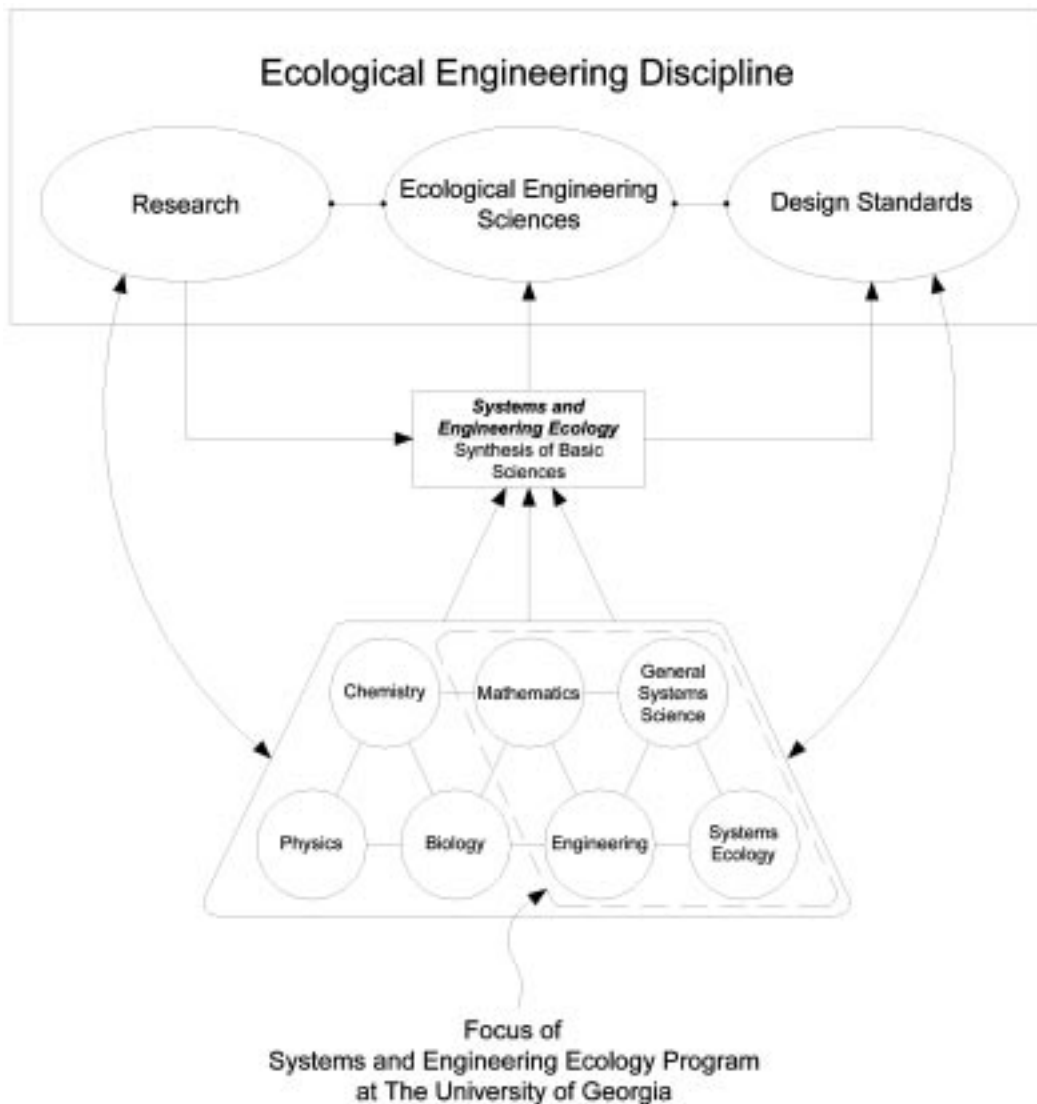 Ecological Engineering Discipline
Research
Ecological Engineering
Sciences
Design Standards
Systems and
Engineering Ecology
Synthesis of Basic
Sciences
Chemistry
Mathematics
General
Systems
Science
Physics
Biology
Engineering
Systems
Ecology
Focus of
Systems and Engineering Ecology Program
at The University of Georgia